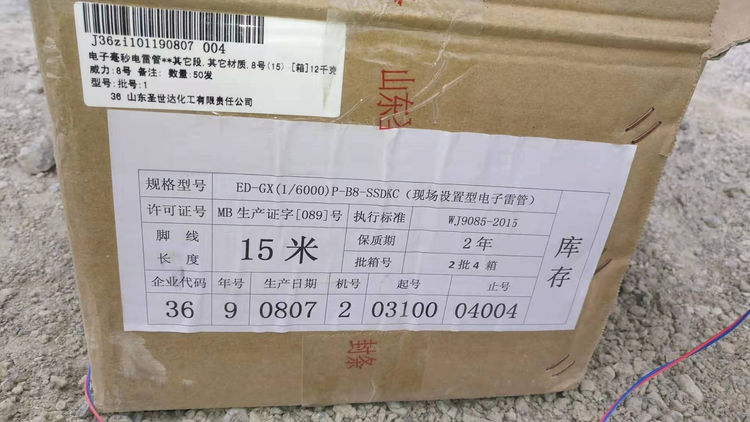 J36zi101190807 004
电子毫秒电雷管**其它段,其它材质,8号(15) [箱]12千克
威力:8号 备注: 数量:50发
型号:批号:1
36 山东圣世达化工有限责任公司
山东
规格型号 ED-GX(1/6000)P-B8-SSDKC(现场设置型电子雷管)
许可证号 MB生产证字[089]号 执行标准 WJ9085-2015
脚线长度 15米 保质期 2年
批箱号 2批4箱
库存
企业代码 年号 生产日期 机号 起号 止号
36 9 0807 2 03100 04004
封条